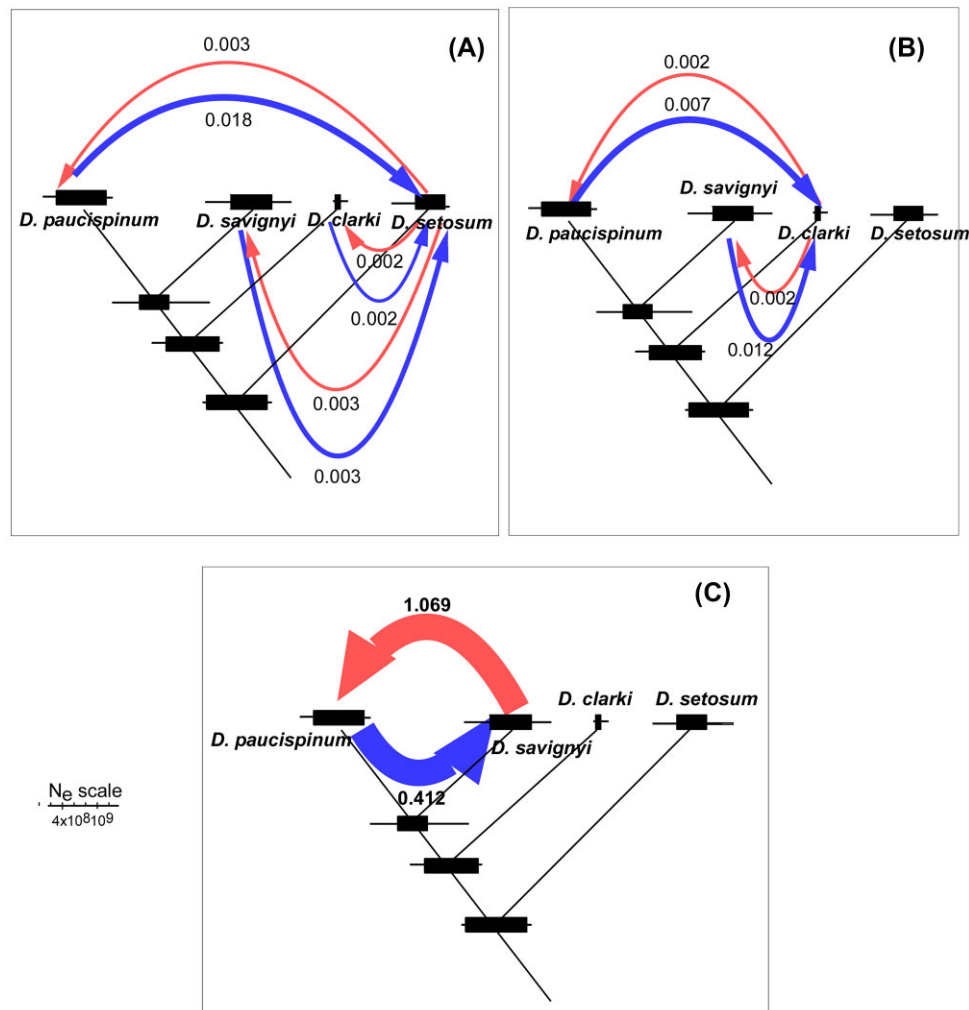 (A)
0.003
0.018
D. paucispinum
D. savignyi
D. clarki
D. setosum
0.002
0.002
0.003
0.003
(B)
0.002
0.007
D. savignyi
D. paucispinum
D. clarki
D. setosum
0.002
0.012
(C)
1.069
D. clarki
D. setosum
D. paucispinum
D. savignyi
0.412
Ne scale
4x10⁸10⁹